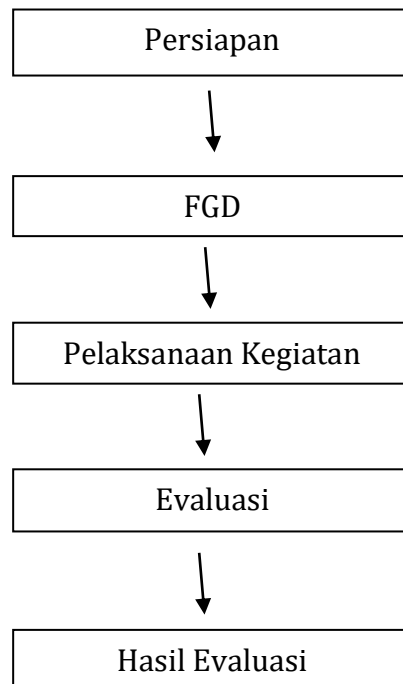 Persiapan
FGD
Pelaksanaan Kegiatan
Evaluasi
Hasil Evaluasi